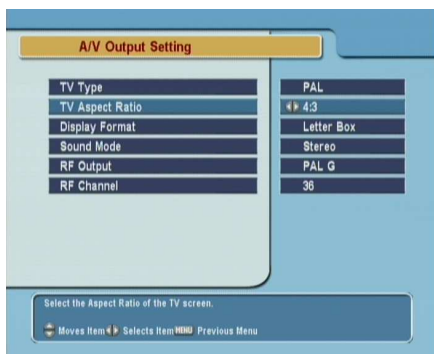 A/V Output Setting
TV Type PAL
TV Aspect Ratio 4:3
Display Format Letter Box
Sound Mode Stereo
RF Output PAL G
RF Channel 36
Select the Aspect Ratio of the TV screen.
Moves Item Selects Item MENU Previous Menu